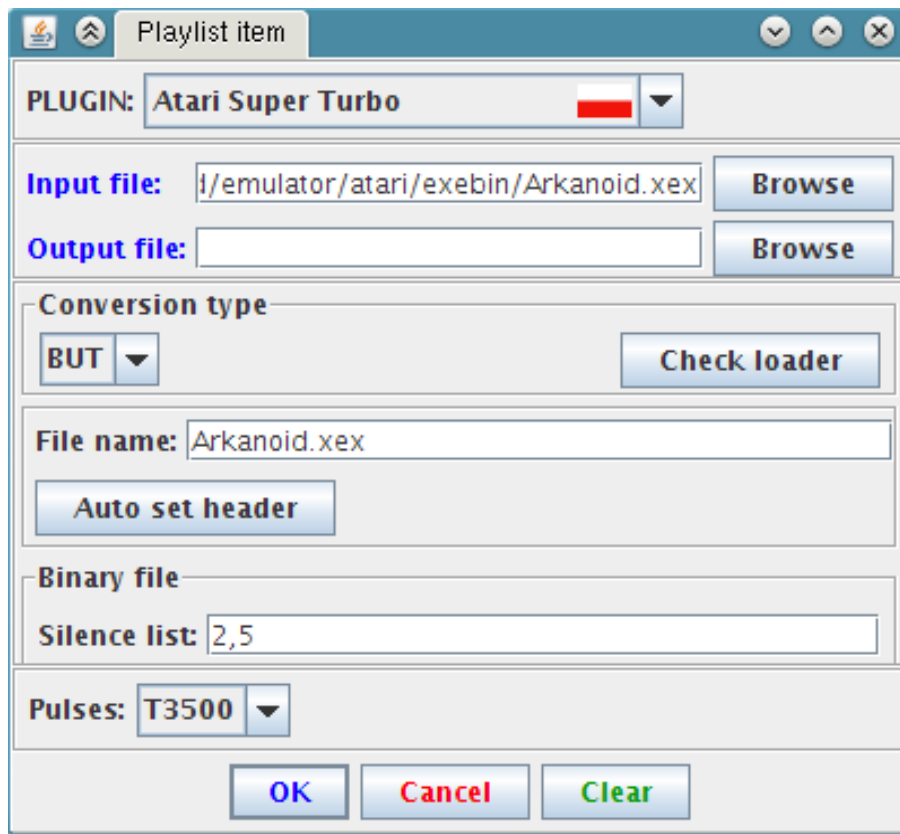 Playlist item
PLUGIN: Atari Super Turbo
Input file: /emulator/atari/exebin/Arkanoid.xex Browse
Output file: Browse
Conversion type
BUT Check loader
File name: Arkanoid.xex
Auto set header
Binary file
Silence list: 2,5
Pulses: T3500
OK Cancel Clear